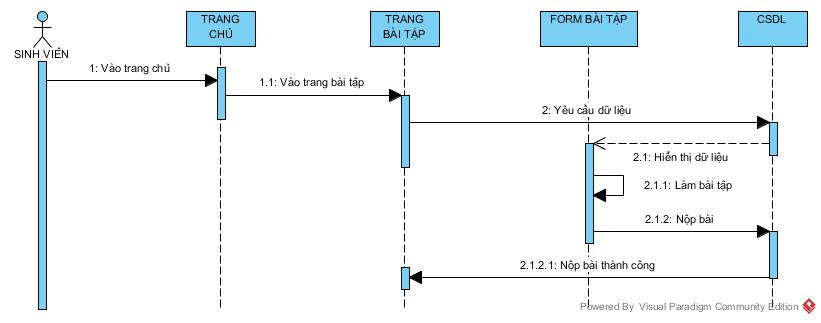 TRANG
CHỦ
TRANG
BÀI TẬP
FORM BÀI TẬP
CSDL
SINH VIÊN
1: Vào trang chủ
1.1: Vào trang bài tập
2: Yêu cầu dữ liệu
2.1: Hiển thị dữ liệu
2.1.1: Làm bài tập
2.1.2: Nộp bài
2.1.2.1: Nộp bài thành công
Powered By Visual Paradigm Community Edition